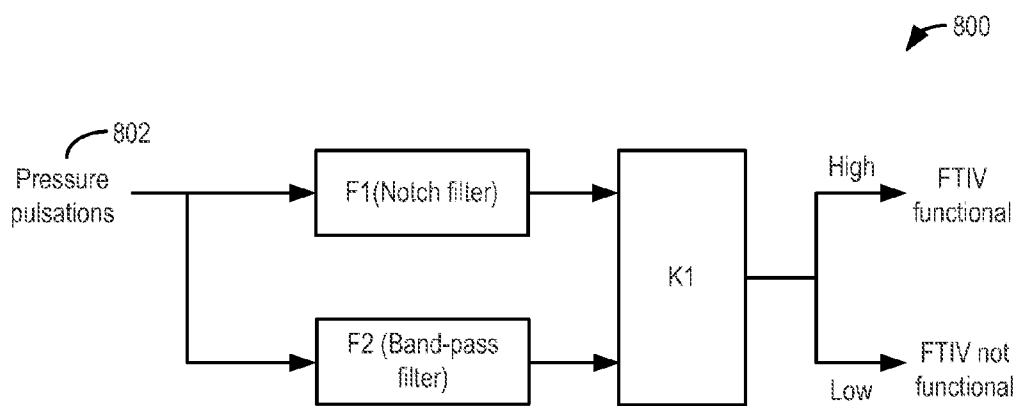 800
802
Pressure
pulsations
F1(Notch filter)
F2 (Band-pass
filter)
K1
High
FTIV
functional
Low
FTIV not
functional